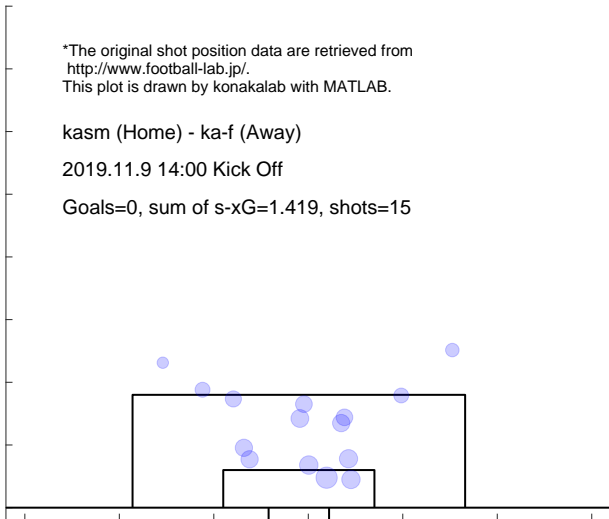 *The original shot position data are retrieved from
http://www.football-lab.jp/.
This plot is drawn by konakalab with MATLAB.
kasm (Home) - ka-f (Away)
2019.11.9 14:00 Kick Off
Goals=0, sum of s-xG=1.419, shots=15